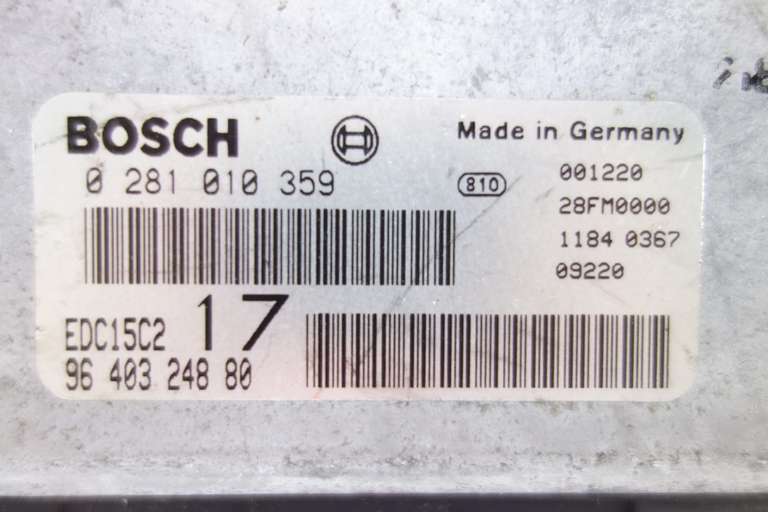 BOSCH
Made in Germany
0 281 010 359
810
001220
28FM0000
1184 0367
09220
EDC15C2
17
96 403 248 80